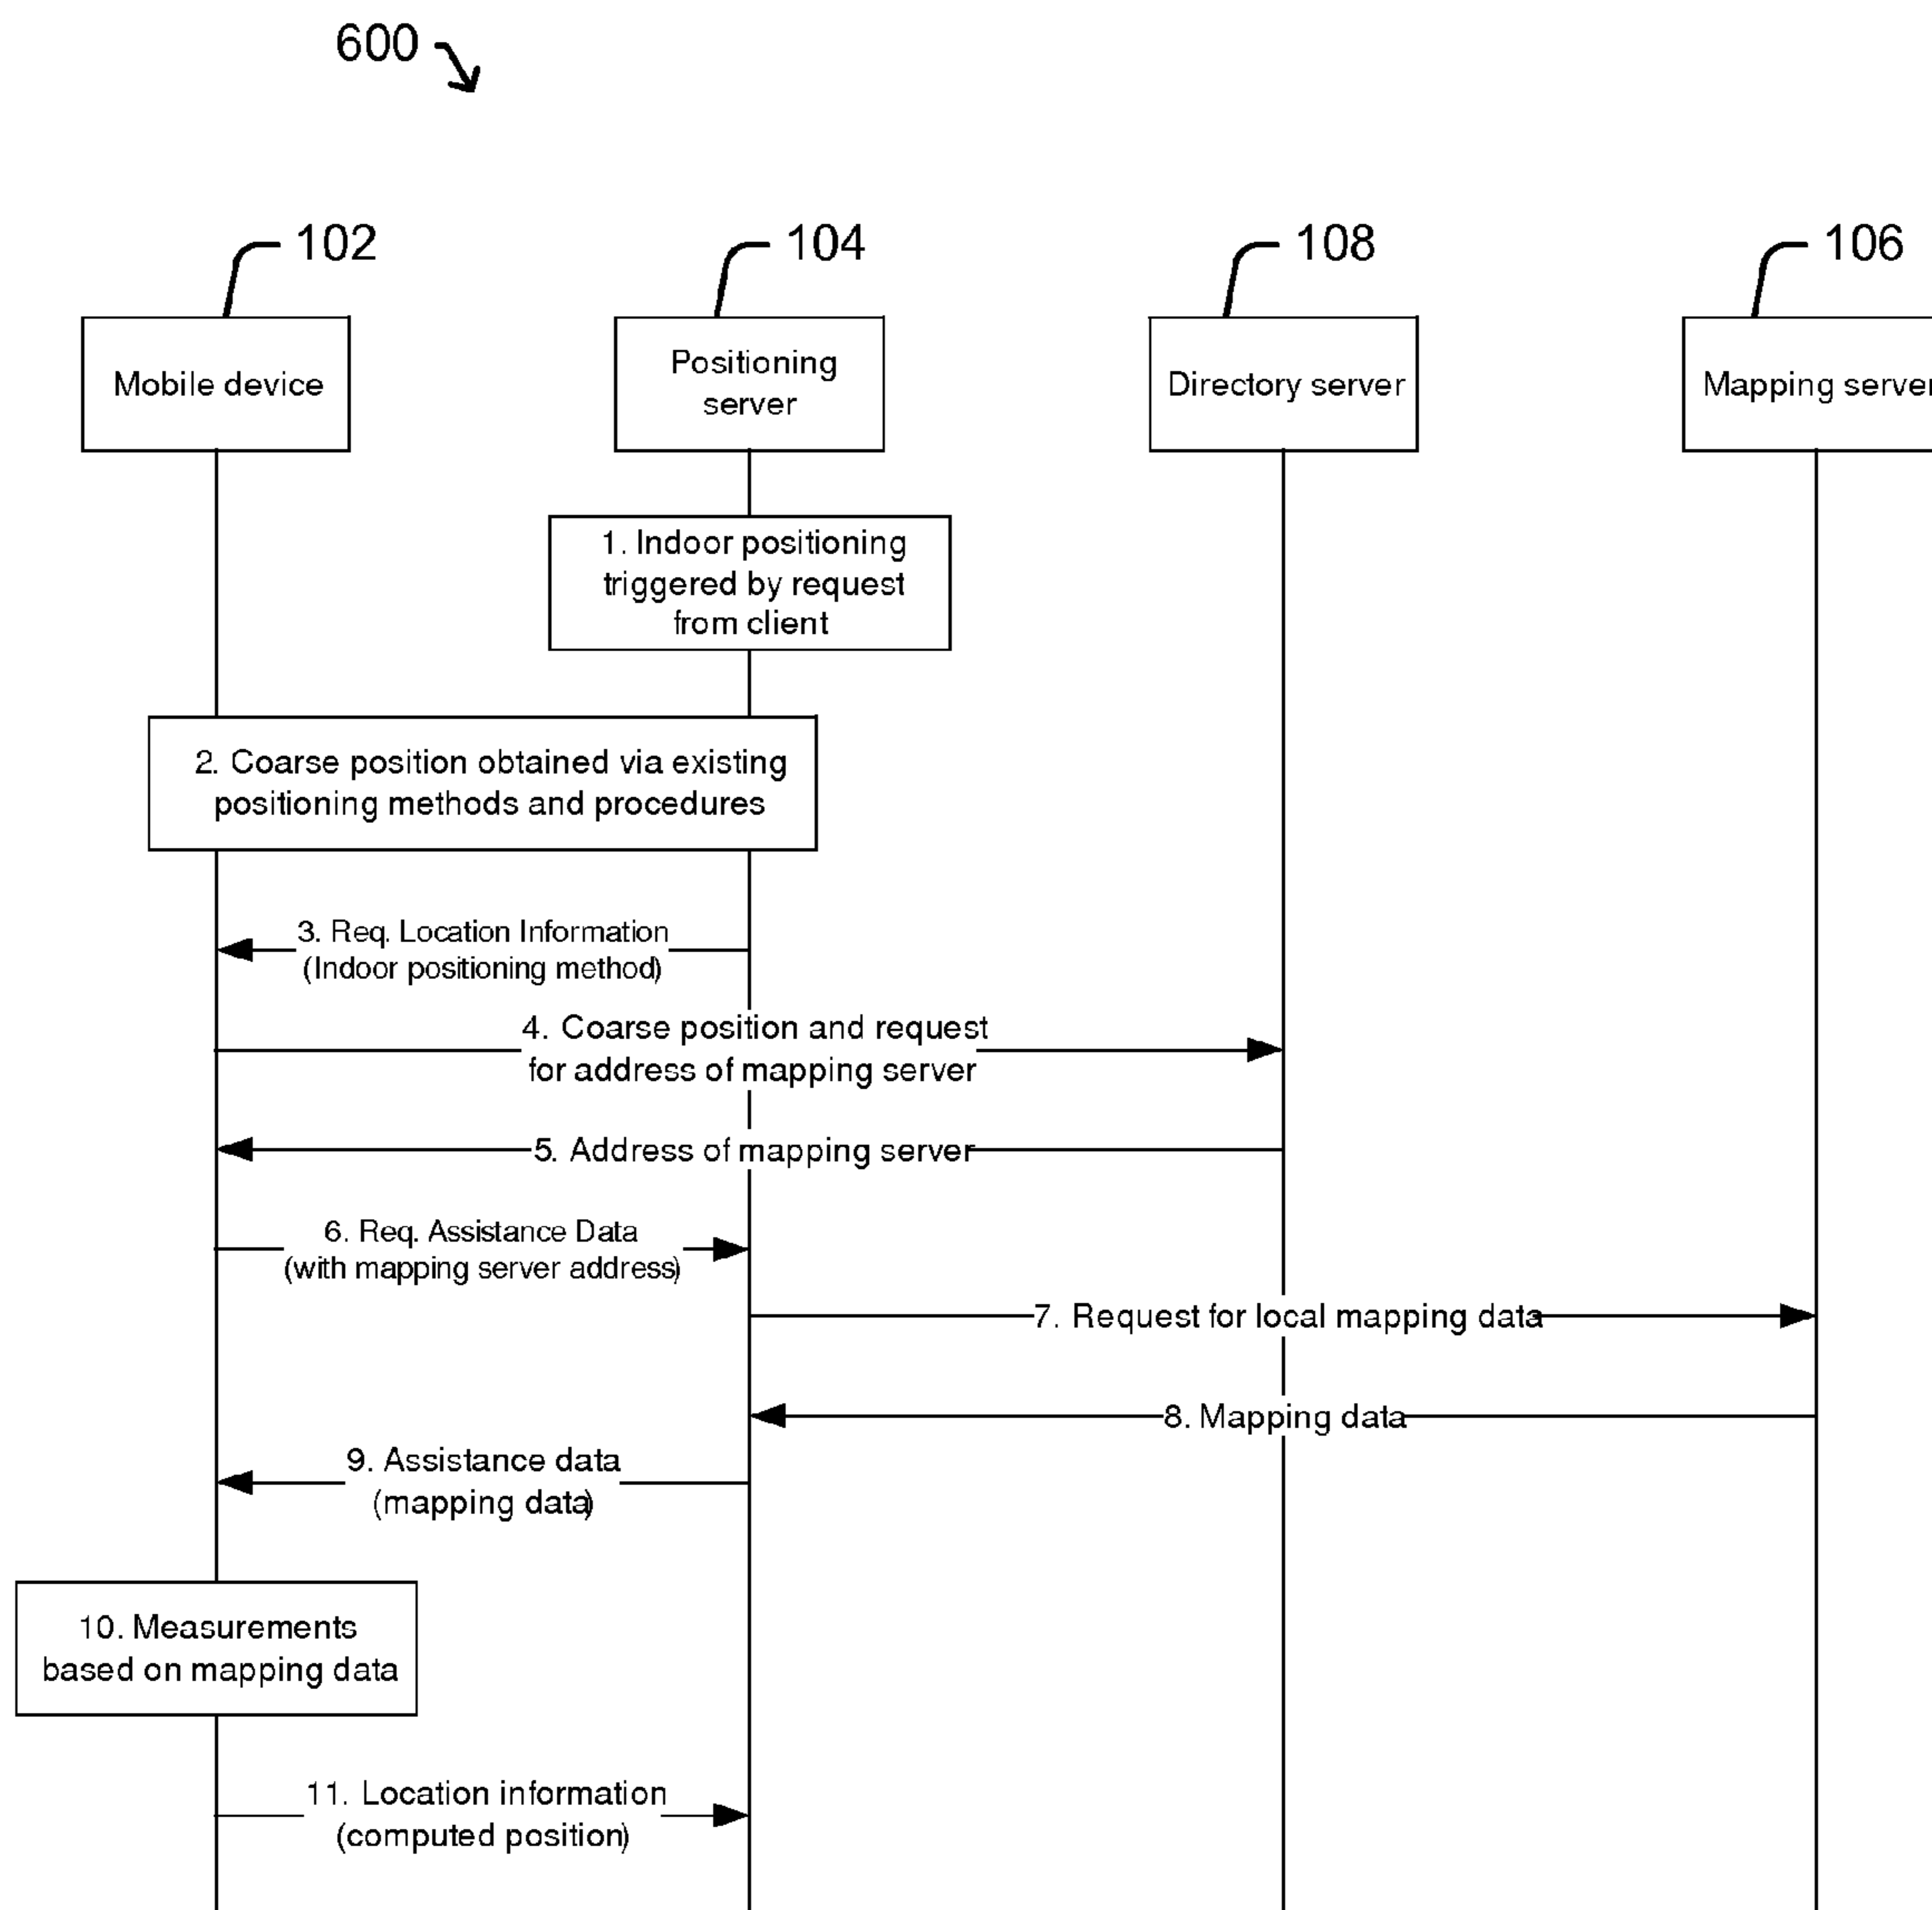 600
102
104
108
106
Mobile device
Positioning
server
Directory server
Mapping server
1. Indoor positioning
triggered by request
from client
2. Coarse position obtained via existing
positioning methods and procedures
3. Req. Location Information
(Indoor positioning method)
4. Coarse position and request
for address of mapping server
5. Address of mapping server
6. Req. Assistance Data
(with mapping server address)
7. Request for local mapping data
8. Mapping data
9. Assistance data
(mapping data)
10. Measurements
based on mapping data
11. Location information
(computed position)